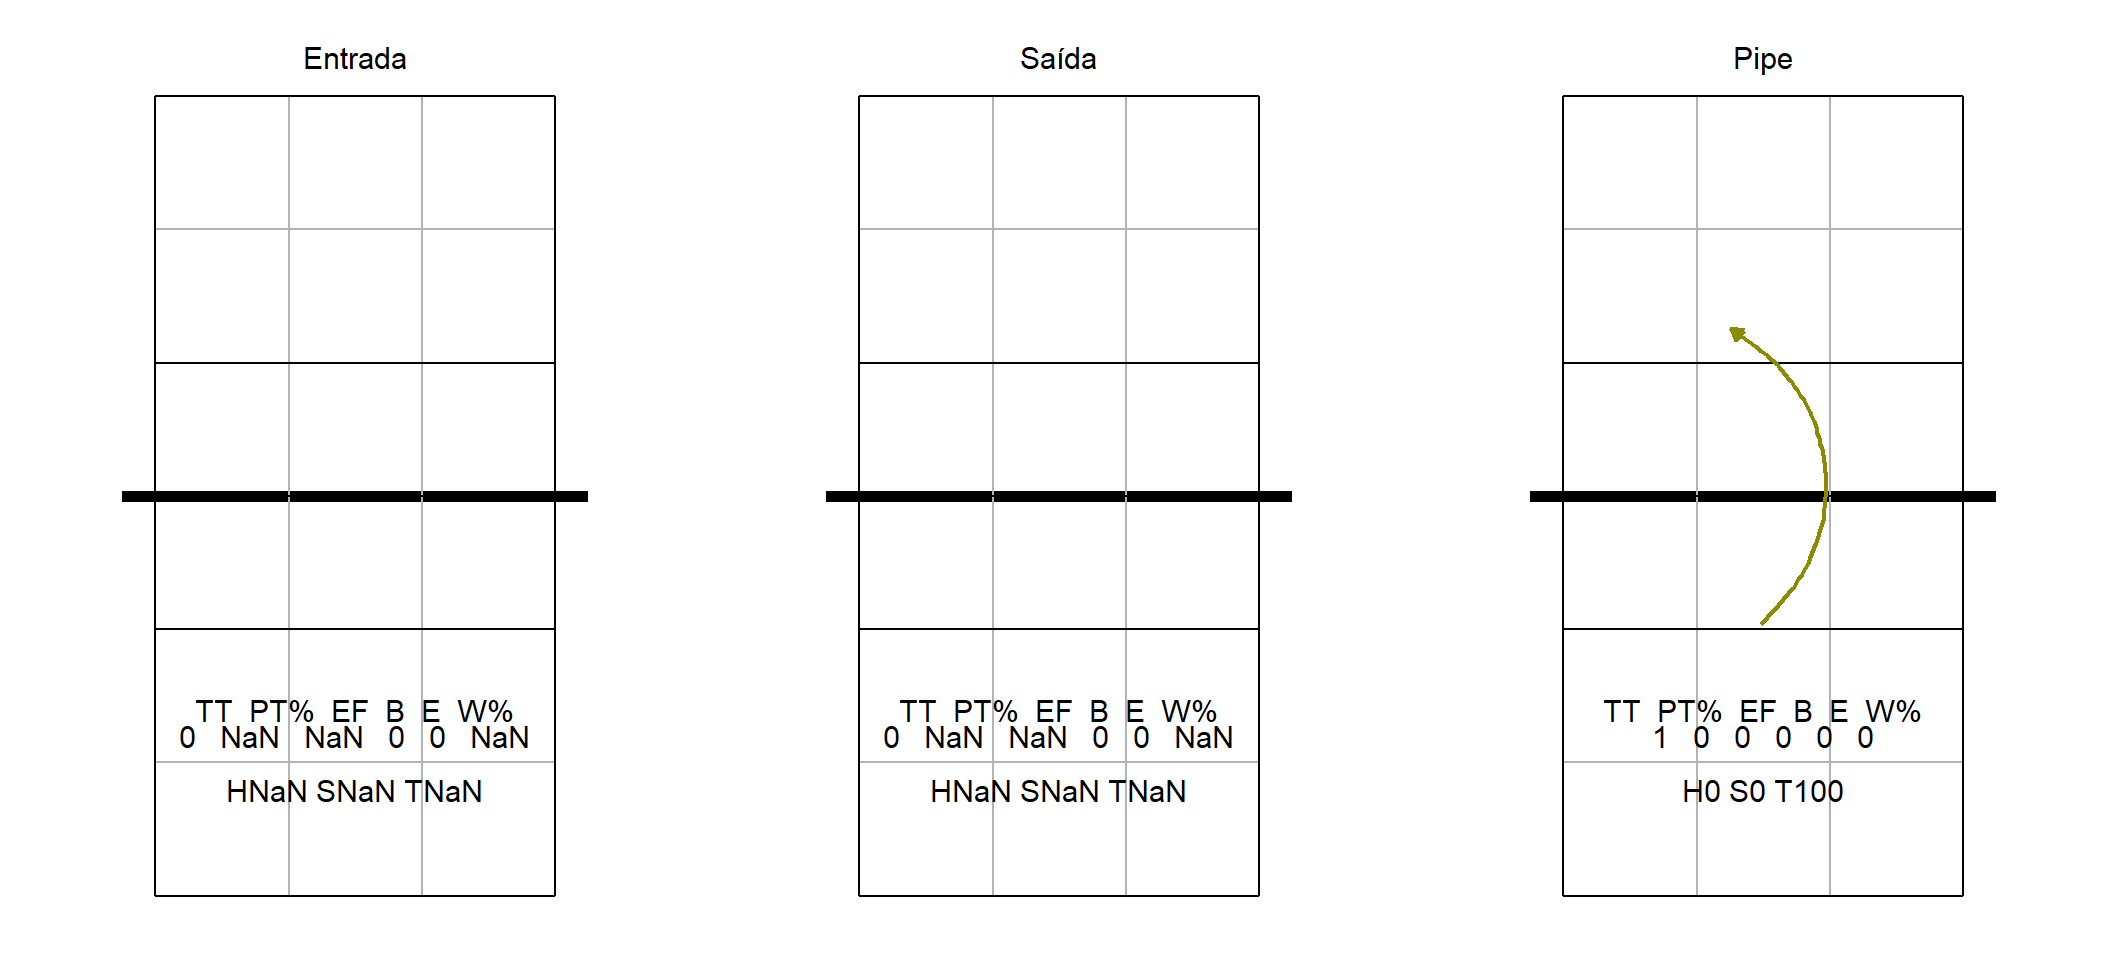 Entrada
TT PT% EF B E W%
0 NaN NaN 0 0 NaN
HNaN SNaN TNaN
Saída
TT PT% EF B E W%
0 NaN NaN 0 0 NaN
HNaN SNaN TNaN
Pipe
TT PT% EF B E W%
1 0 0 0 0 0
H0 S0 T100